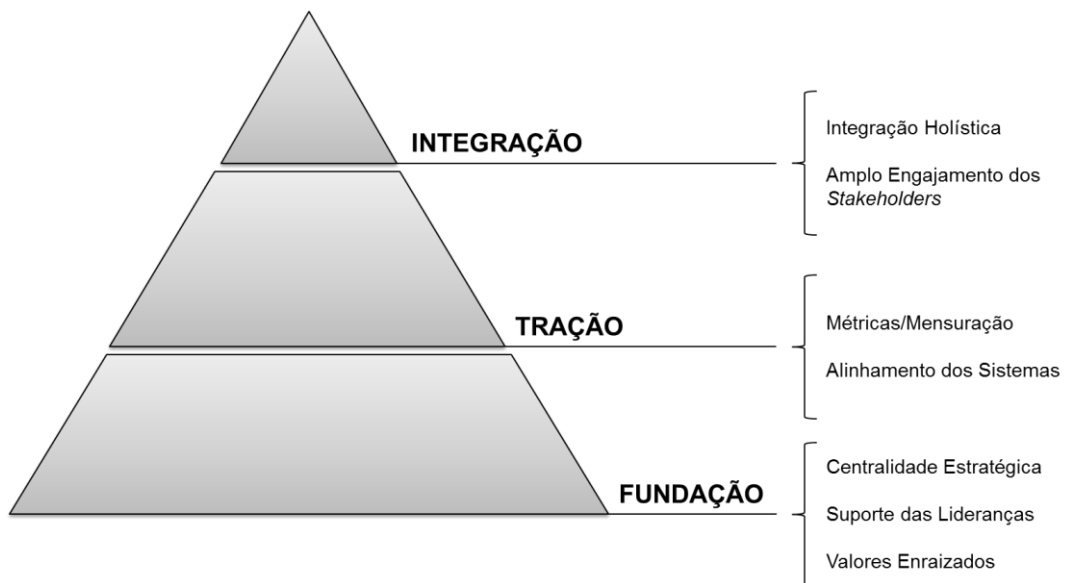 INTEGRAÇÃO
Integração Holística
Amplo Engajamento dos
Stakeholders
TRAÇÃO
Métricas/Mensuração
Alinhamento dos Sistemas
FUNDAÇÃO
Centralidade Estratégica
Suporte das Lideranças
Valores Enraizados